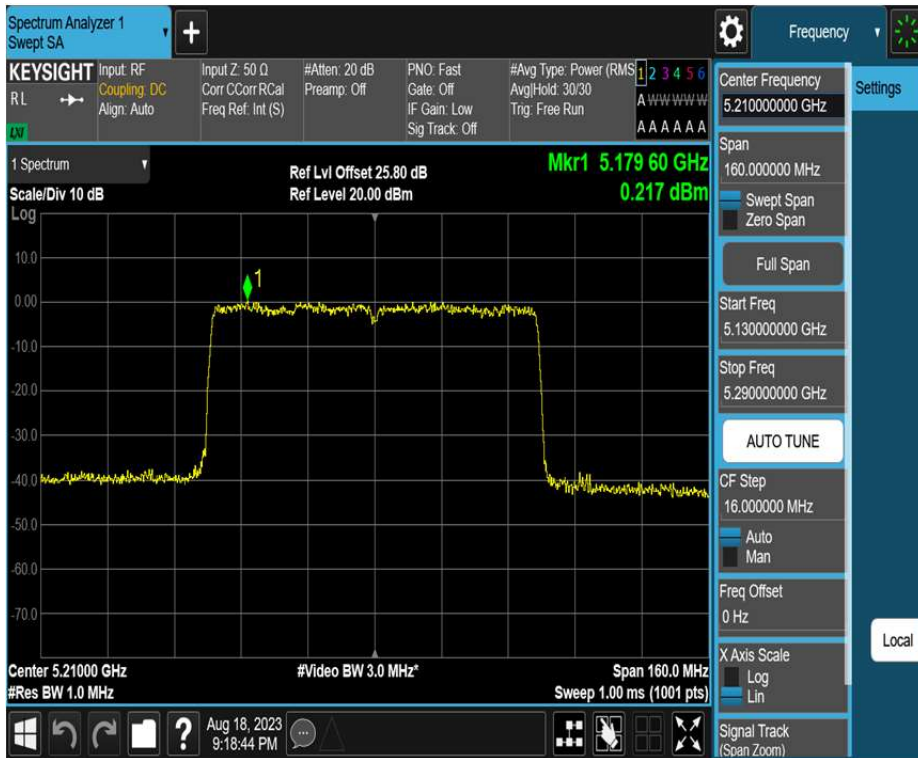 Spectrum Analyzer 1
Swept SA
Frequency
KEYSIGHT
RL
LXI
Input: RF
Coupling: DC
Align: Auto
Input Z: 50 Ω
Corr CCorr RCal
Freq Ref: Int (S)
#Atten: 20 dB
Preamp: Off
PNO: Fast
Gate: Off
IF Gain: Low
Sig Track: Off
#Avg Type: Power (RMS
Avg|Hold: 30/30
Trig: Free Run
1 2 3 4 5 6
A W W W W W
A A A A A A
1 Spectrum
Scale/Div 10 dB
Log
Ref Lvl Offset 25.80 dB
Ref Level 20.00 dBm
Mkr1 5.179 60 GHz
0.217 dBm
1
10.0
0.00
-10.0
-20.0
-30.0
-40.0
-50.0
-60.0
-70.0
Center 5.21000 GHz
#Res BW 1.0 MHz
#Video BW 3.0 MHz*
Span 160.0 MHz
Sweep 1.00 ms (1001 pts)
?
Aug 18, 2023
9:18:44 PM
Center Frequency
5.210000000 GHz
Span
160.000000 MHz
Swept Span
Zero Span
Full Span
Start Freq
5.130000000 GHz
Stop Freq
5.290000000 GHz
AUTO TUNE
CF Step
16.000000 MHz
Auto
Man
Freq Offset
0 Hz
X Axis Scale
Log
Lin
Signal Track
(Span Zoom)
Settings
Local